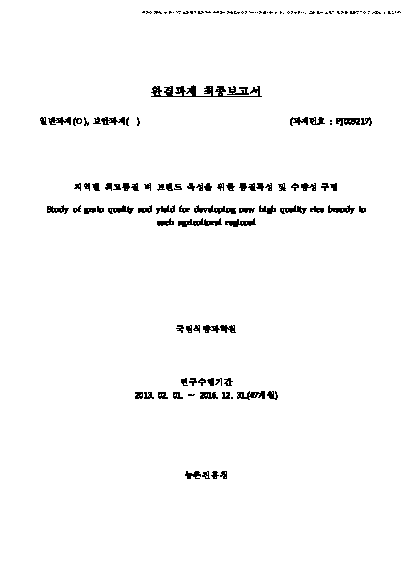 완결과제 최종보고서
일반과제(O), 보안과제( )
(과제번호 : PJ009217)
지역별 최고품질 벼 브랜드 육성을 위한 품질특성 및 수량성 구명
Study of grain quality and yield for developing new high quality rice brands in
each agricultural regional
국립식량과학원
연구수행기간
2013. 02. 01. ~ 2016. 12. 31.(47개월)
농촌진흥청